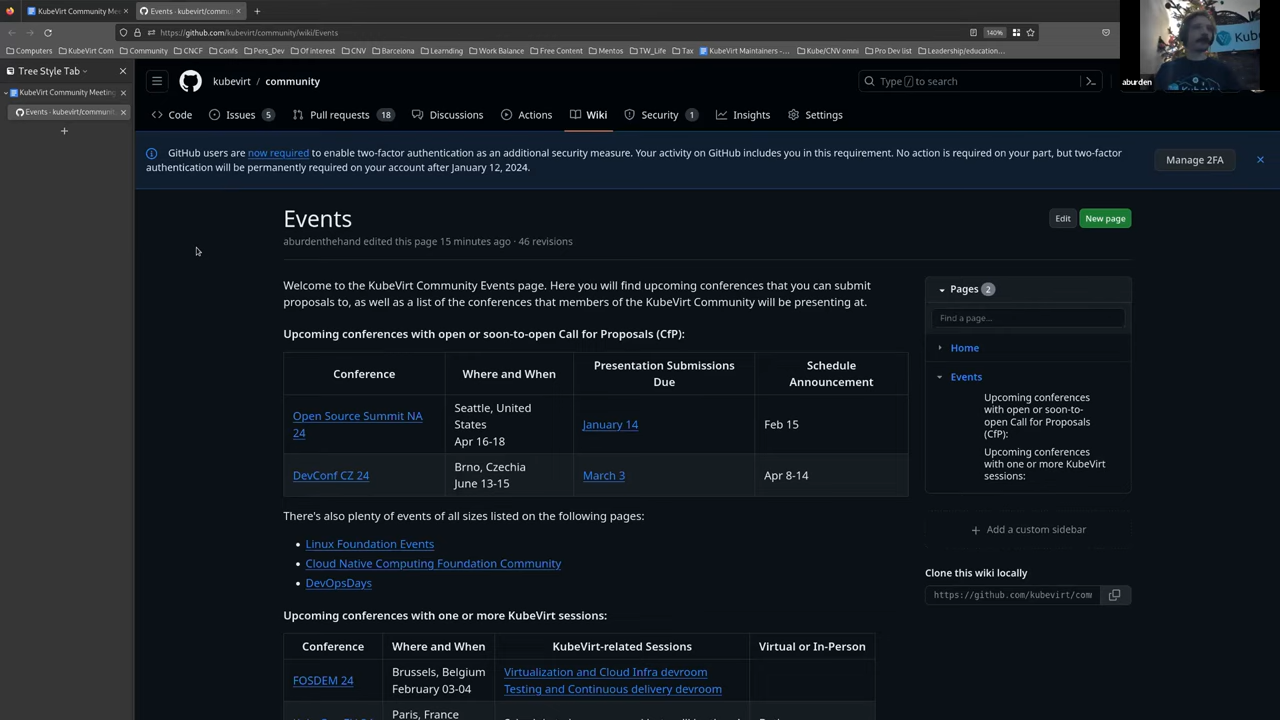 KubeVirt Community Mee
Events · kubevirt/commu
https://github.com/kubevirt/community/wiki/Events
140%
Computers
KubeVirt Com
Community
CNCF
Confs
Pers_Dev
Of interest
CNV
Barcelona
Learning
Work Balance
Free Content
Mentos
TV_Life
Tax
KubeVirt Maintainers -...
Kube/CNV omni
Pro Dev list
Leadership/education...
aburden
Tree Style Tab
KubeVirt Community Meeting
Events · kubevirt/communit
kubevirt / community
Type / to search
Code
Issues 5
Pull requests 18
Discussions
Actions
Wiki
Security 1
Insights
Settings
GitHub users are now required to enable two-factor authentication as an additional security measure. Your activity on GitHub includes you in this requirement. No action is required on your part, but two-factor
authentication will be permanently required on your account after January 12, 2024.
Manage 2FA
Events
Edit
New page
aburdenthehand edited this page 15 minutes ago · 46 revisions
Welcome to the KubeVirt Community Events page. Here you will find upcoming conferences that you can submit
proposals to, as well as a list of the conferences that members of the KubeVirt Community will be presenting at.
Upcoming conferences with open or soon-to-open Call for Proposals (CfP):
Conference
Where and When
Presentation Submissions
Due
Schedule
Announcement
Open Source Summit NA
24
Seattle, United
States
Apr 16-18
January 14
Feb 15
DevConf CZ 24
Brno, Czechia
June 13-15
March 3
Apr 8-14
There's also plenty of events of all sizes listed on the following pages:
• Linux Foundation Events
• Cloud Native Computing Foundation Community
• DevOpsDays
Upcoming conferences with one or more KubeVirt sessions:
Conference
Where and When
KubeVirt-related Sessions
Virtual or In-Person
FOSDEM 24
Brussels, Belgium
February 03-04
Virtualization and Cloud Infra devroom
Testing and Continuous delivery devroom
Paris, France
Pages 2
Find a page...
Home
Events
Upcoming conferences
with open or soon-to-
open Call for Proposals
(CfP):
Upcoming conferences
with one or more KubeVirt
sessions:
Add a custom sidebar
Clone this wiki locally
https://github.com/kubevirt/com